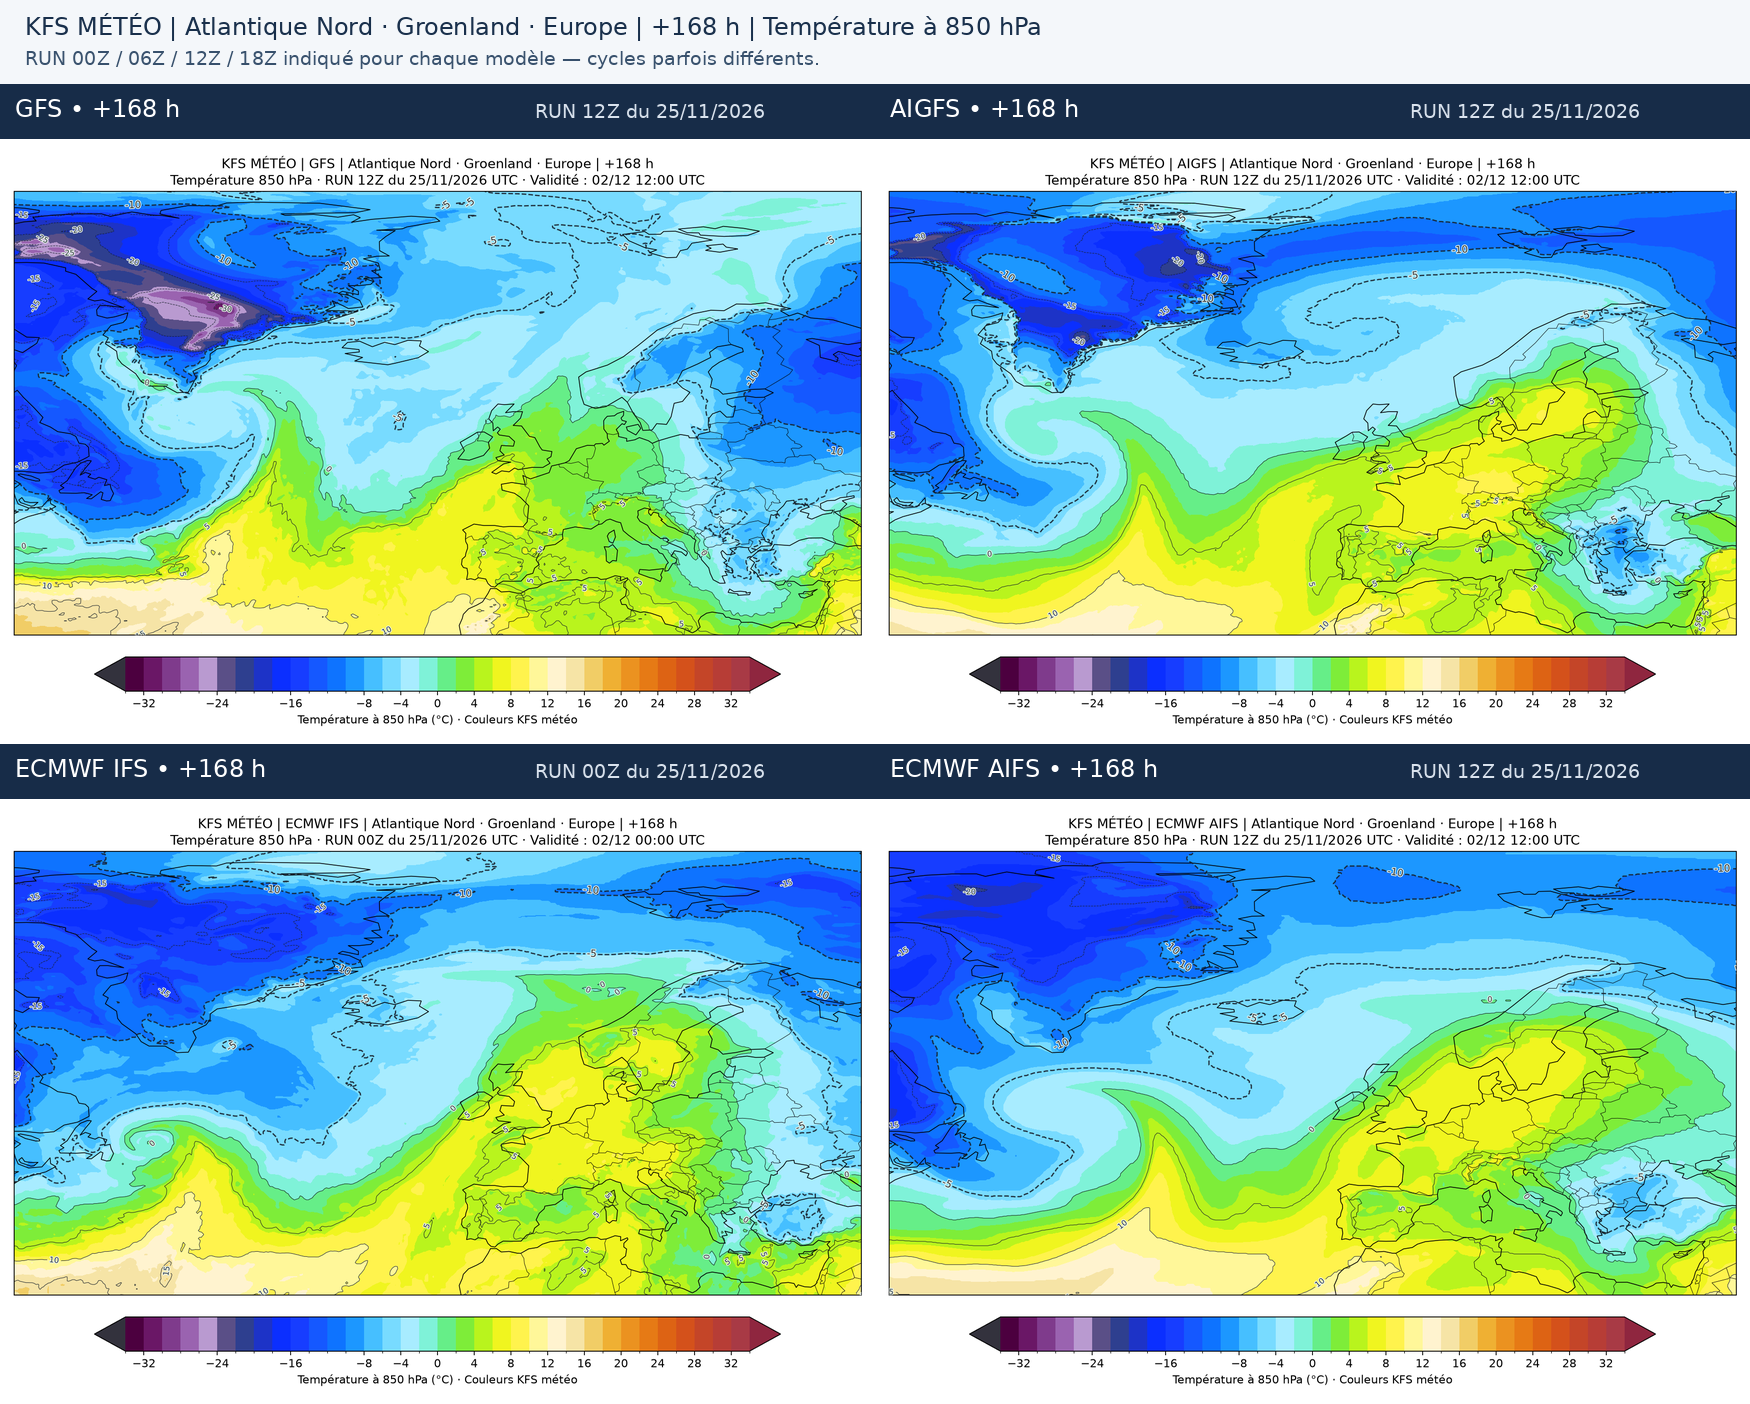 KFS MÉTÉO | Atlantique Nord · Groenland · Europe | +168 h | Température à 850 hPa
RUN 00Z / 06Z / 12Z / 18Z indiqué pour chaque modèle — cycles parfois différents.
GFS • +168 h
RUN 12Z du 25/11/2026
KFS MÉTÉO | GFS | Atlantique Nord · Groenland · Europe | +168 h
Température 850 hPa · RUN 12Z du 25/11/2026 UTC · Validité : 02/12 12:00 UTC
−32 −24 −16 −8 −4 0 4 8 12 16 20 24 28 32
Température à 850 hPa (°C) · Couleurs KFS météo
AIGFS • +168 h
RUN 12Z du 25/11/2026
KFS MÉTÉO | AIGFS | Atlantique Nord · Groenland · Europe | +168 h
Température 850 hPa · RUN 12Z du 25/11/2026 UTC · Validité : 02/12 12:00 UTC
−32 −24 −16 −8 −4 0 4 8 12 16 20 24 28 32
Température à 850 hPa (°C) · Couleurs KFS météo
ECMWF IFS • +168 h
RUN 00Z du 25/11/2026
KFS MÉTÉO | ECMWF IFS | Atlantique Nord · Groenland · Europe | +168 h
Température 850 hPa · RUN 00Z du 25/11/2026 UTC · Validité : 02/12 00:00 UTC
−32 −24 −16 −8 −4 0 4 8 12 16 20 24 28 32
Température à 850 hPa (°C) · Couleurs KFS météo
ECMWF AIFS • +168 h
RUN 12Z du 25/11/2026
KFS MÉTÉO | ECMWF AIFS | Atlantique Nord · Groenland · Europe | +168 h
Température 850 hPa · RUN 12Z du 25/11/2026 UTC · Validité : 02/12 12:00 UTC
−32 −24 −16 −8 −4 0 4 8 12 16 20 24 28 32
Température à 850 hPa (°C) · Couleurs KFS météo